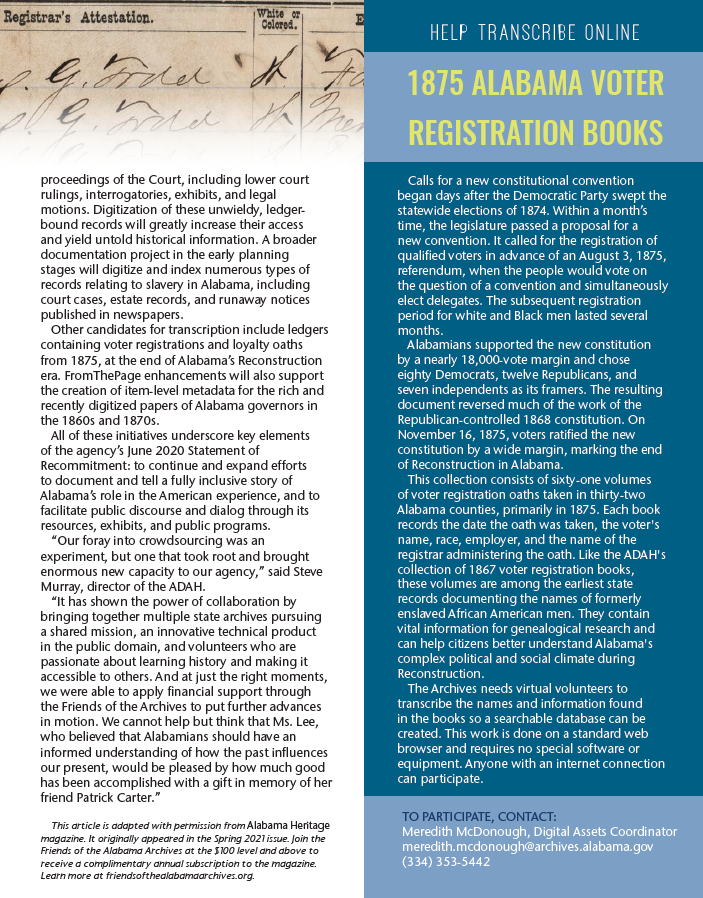 Registrar's Attestation.
White or
Colored.
E
S. G. Todd
S. G. Todd
proceedings of the Court, including lower court
rulings, interrogatories, exhibits, and legal
motions. Digitization of these unwieldy, ledger-
bound records will greatly increase their access
and yield untold historical information. A broader
documentation project in the early planning
stages will digitize and index numerous types of
records relating to slavery in Alabama, including
court cases, estate records, and runaway notices
published in newspapers.
Other candidates for transcription include ledgers
containing voter registrations and loyalty oaths
from 1875, at the end of Alabama's Reconstruction
era. FromThePage enhancements will also support
the creation of item-level metadata for the rich and
recently digitized papers of Alabama governors in
the 1860s and 1870s.
All of these initiatives underscore key elements
of the agency's June 2020 Statement of
Recommitment: to continue and expand efforts
to document and tell a fully inclusive story of
Alabama's role in the American experience, and to
facilitate public discourse and dialog through its
resources, exhibits, and public programs.
"Our foray into crowdsourcing was an
experiment, but one that took root and brought
enormous new capacity to our agency," said Steve
Murray, director of the ADAH.
"It has shown the power of collaboration by
bringing together multiple state archives pursuing
a shared mission, an innovative technical product
in the public domain, and volunteers who are
passionate about learning history and making it
accessible to others. And at just the right moments,
we were able to apply financial support through
the Friends of the Archives to put further advances
in motion. We cannot help but think that Ms. Lee,
who believed that Alabamians should have an
informed understanding of how the past influences
our present, would be pleased by how much good
has been accomplished with a gift in memory of her
friend Patrick Carter."
This article is adapted with permission from Alabama Heritage
magazine. It originally appeared in the Spring 2021 issue. Join the
Friends of the Alabama Archives at the $100 level and above to
receive a complimentary annual subscription to the magazine.
Learn more at friendsofthealabamaarchives.org.
HELP TRANSCRIBE ONLINE
1875 ALABAMA VOTER
REGISTRATION BOOKS
Calls for a new constitutional convention
began days after the Democratic Party swept the
statewide elections of 1874. Within a month's
time, the legislature passed a proposal for a
new convention. It called for the registration of
qualified voters in advance of an August 3, 1875,
referendum, when the people would vote on
the question of a convention and simultaneously
elect delegates. The subsequent registration
period for white and Black men lasted several
months.
Alabamians supported the new constitution
by a nearly 18,000-vote margin and chose
eighty Democrats, twelve Republicans, and
seven independents as its framers. The resulting
document reversed much of the work of the
Republican-controlled 1868 constitution. On
November 16, 1875, voters ratified the new
constitution by a wide margin, marking the end
of Reconstruction in Alabama.
This collection consists of sixty-one volumes
of voter registration oaths taken in thirty-two
Alabama counties, primarily in 1875. Each book
records the date the oath was taken, the voter's
name, race, employer, and the name of the
registrar administering the oath. Like the ADAH's
collection of 1867 voter registration books,
these volumes are among the earliest state
records documenting the names of formerly
enslaved African American men. They contain
vital information for genealogical research and
can help citizens better understand Alabama's
complex political and social climate during
Reconstruction.
The Archives needs virtual volunteers to
transcribe the names and information found
in the books so a searchable database can be
created. This work is done on a standard web
browser and requires no special software or
equipment. Anyone with an internet connection
can participate.
TO PARTICIPATE, CONTACT:
Meredith McDonough, Digital Assets Coordinator
meredith.mcdonough@archives.alabama.gov
(334) 353-5442